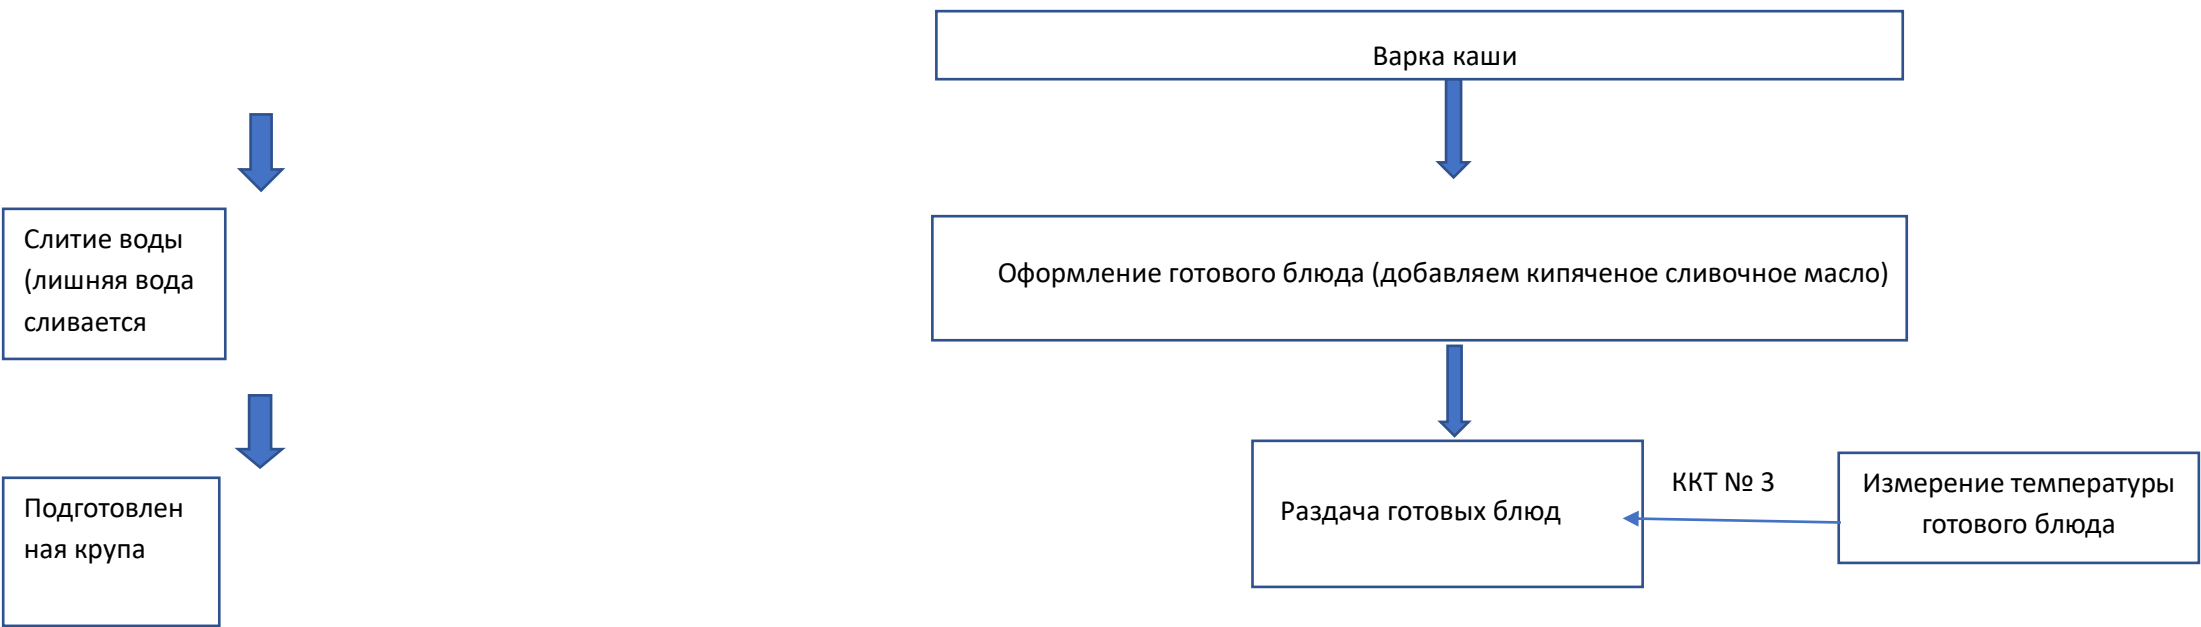 Варка каши
Слитие воды
(лишняя вода
сливается
Оформление готового блюда (добавляем кипяченое сливочное масло)
Подготовлен
ная крупа
Раздача готовых блюд
ККТ № 3
Измерение температуры
готового блюда